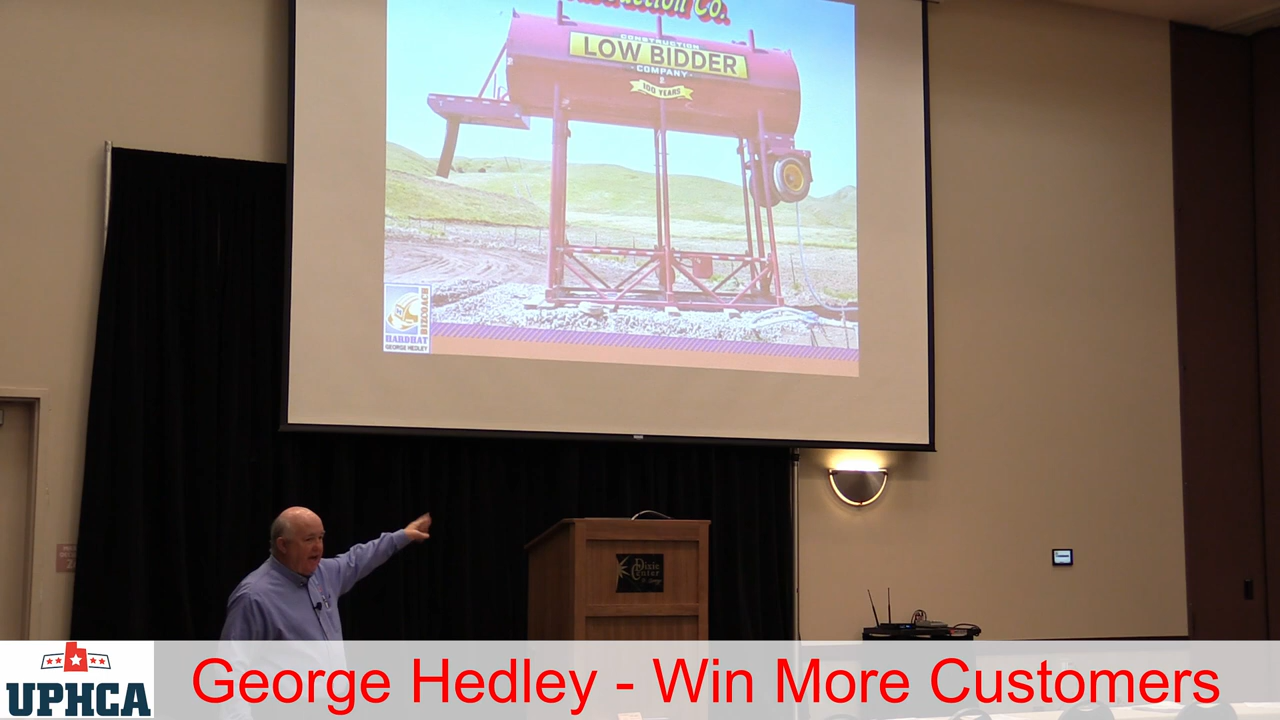 Construction Co.
CONSTRUCTION
LOW BIDDER
COMPANY
100 YEARS
HARDHAT
BIZCOACH
GEORGE HEDLEY
Dixie
Center
UPHCA
George Hedley - Win More Customers